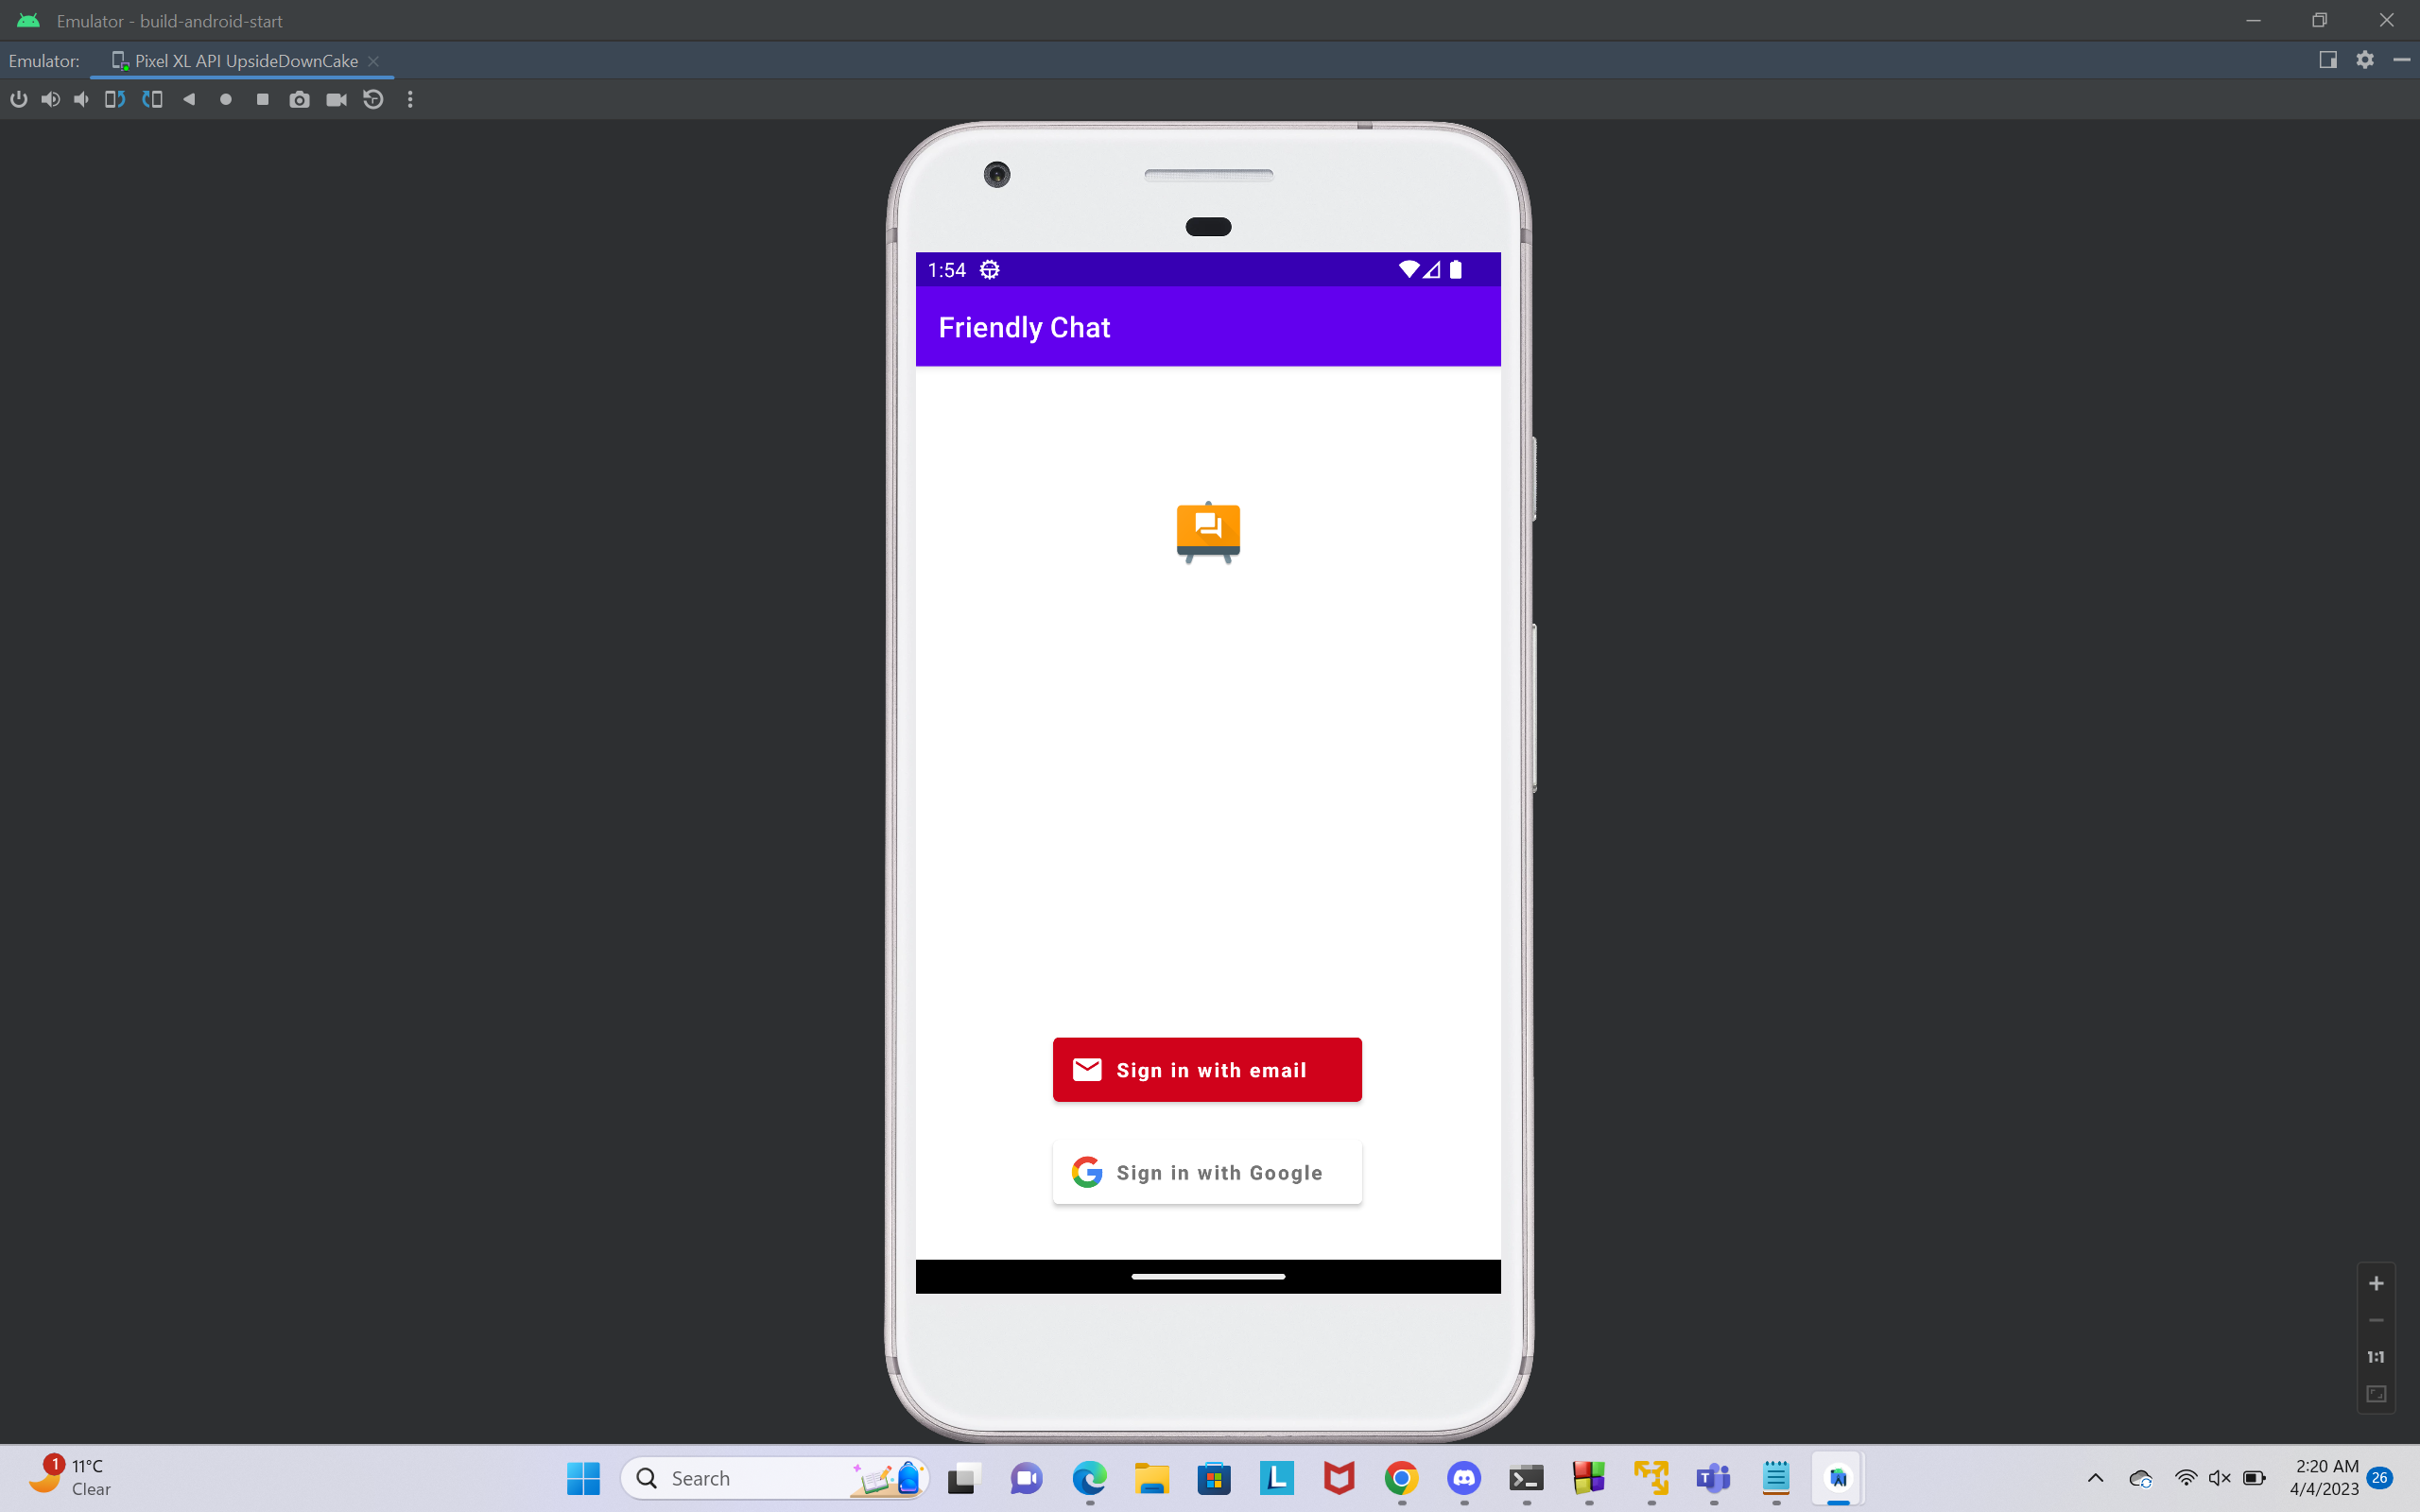 Emulator - build-android-start
Emulator: Pixel XL API UpsideDownCake
1:54
Friendly Chat
Sign in with email
Sign in with Google
1:1
1 11°C
Clear
Search
2:20 AM
4/4/2023 26